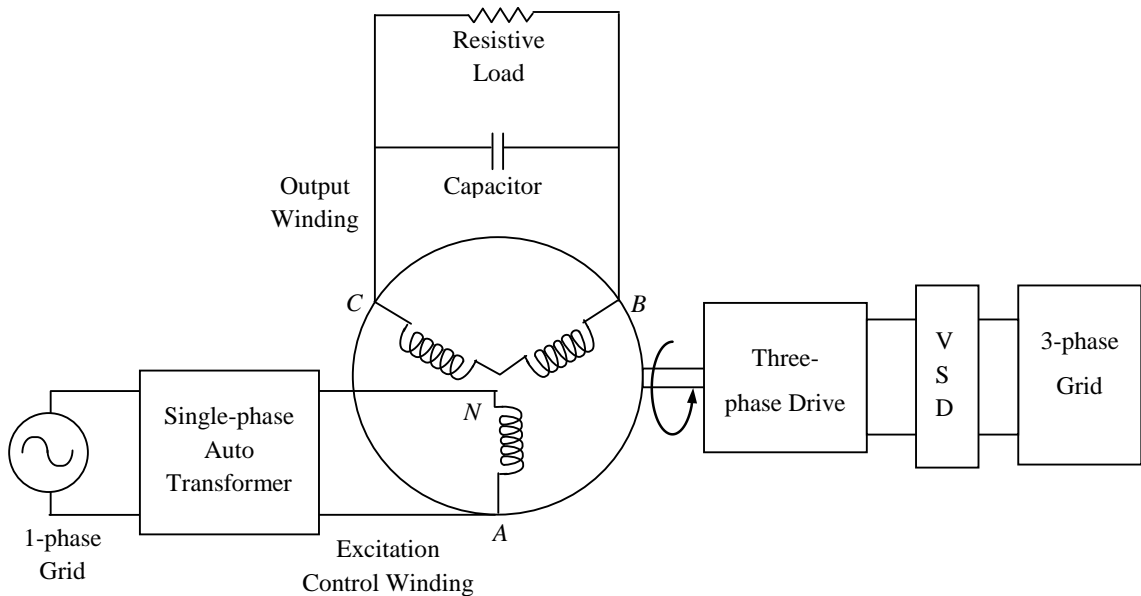 Resistive
Load
Capacitor
Output
Winding
C
B
N
A
Single-phase
Auto
Transformer
1-phase
Grid
Excitation
Control Winding
Three-
phase Drive
V
S
D
3-phase
Grid